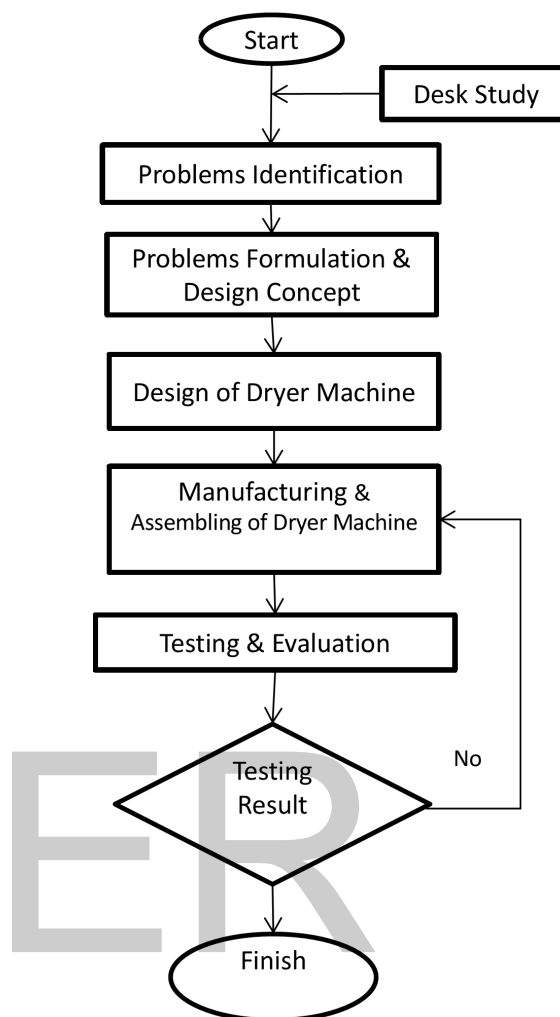 Start
Desk Study
Problems Identification
Problems Formulation &
Design Concept
Design of Dryer Machine
Manufacturing &
Assembling of Dryer Machine
Testing & Evaluation
Testing
Result
No
Finish
ER